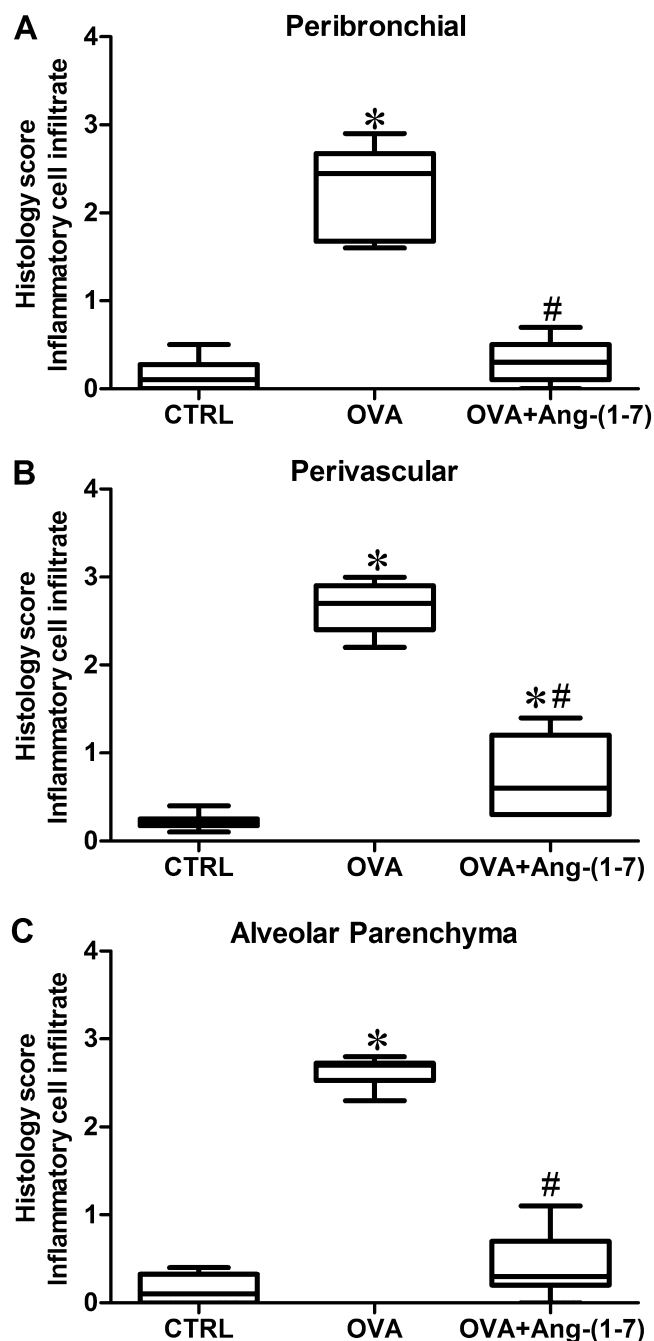 A
Peribronchial
Histology score
Inflammatory cell infiltrate
4
3
2
1
0
*
#
CTRL
OVA
OVA+Ang-(1-7)
B
Perivascular
Histology score
Inflammatory cell infiltrate
4
3
2
1
0
*
*#
CTRL
OVA
OVA+Ang-(1-7)
C
Alveolar Parenchyma
Histology score
Inflammatory cell infiltrate
4
3
2
1
0
*
#
CTRL
OVA
OVA+Ang-(1-7)